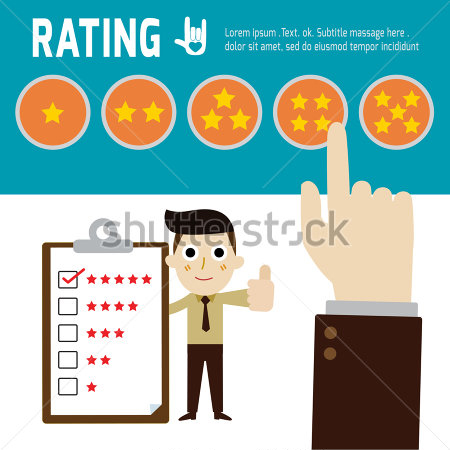 RATING
Lorem ipsum . Text. ok. Subtitle massage here .
dolor sit amet, sed do eiusmod tempor incididunt
shutterstock